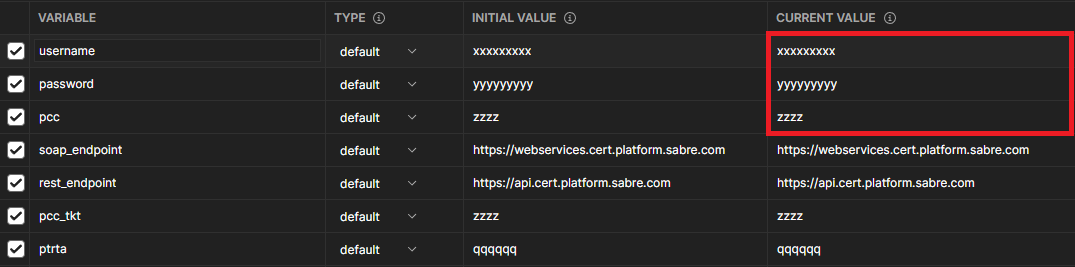 VARIABLE TYPE INITIAL VALUE CURRENT VALUE
username default xxxxxxxxx xxxxxxxxx
password default yyyyyyyyy yyyyyyyyy
pcc default zzzz zzzz
soap_endpoint default https://webservices.cert.platform.sabre.com https://webservices.cert.platform.sabre.com
rest_endpoint default https://api.cert.platform.sabre.com https://api.cert.platform.sabre.com
pcc_tkt default zzzz zzzz
ptrta default qqqqqq qqqqqq